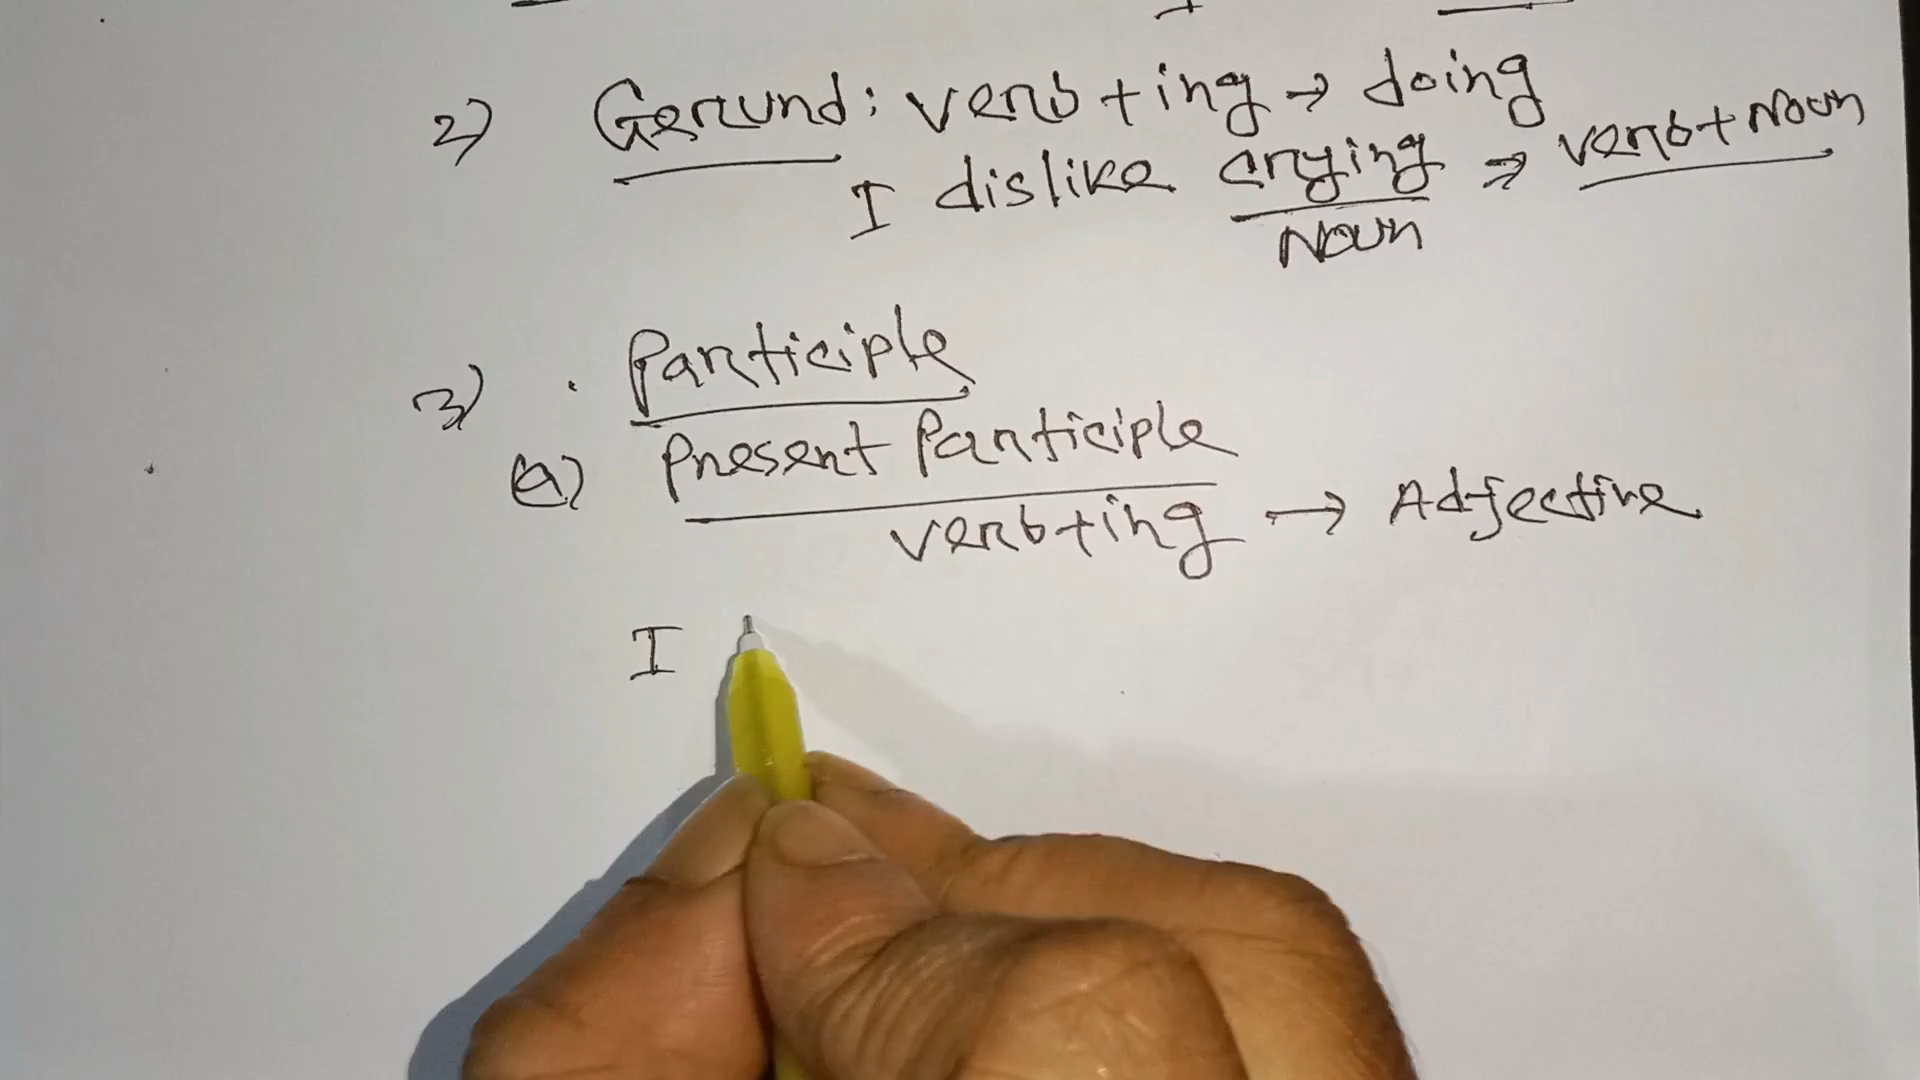 2) Gerund: verb + ing → doing
I dislike crying ⇒ verb + Noun
Noun
3) Participle
a) Present Participle
verb + ing → Adjective
I